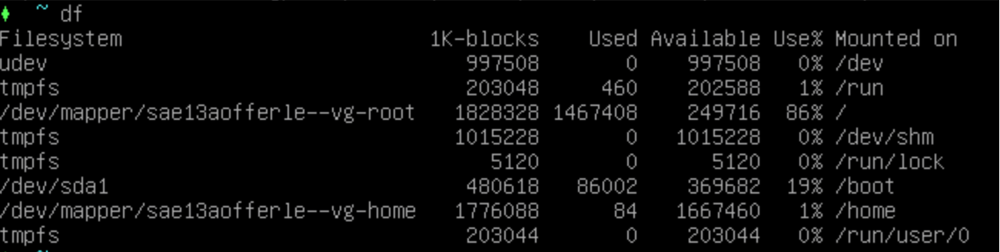 ~ df
Filesystem 1K-blocks Used Available Use% Mounted on
udev 997508 0 997508 0% /dev
tmpfs 203048 460 202588 1% /run
/dev/mapper/sae13aofferle--vg-root 1828328 1467408 249716 86% /
tmpfs 1015228 0 1015228 0% /dev/shm
tmpfs 5120 0 5120 0% /run/lock
/dev/sda1 480618 86002 369682 19% /boot
/dev/mapper/sae13aofferle--vg-home 1776088 84 1667460 1% /home
tmpfs 203044 0 203044 0% /run/user/0